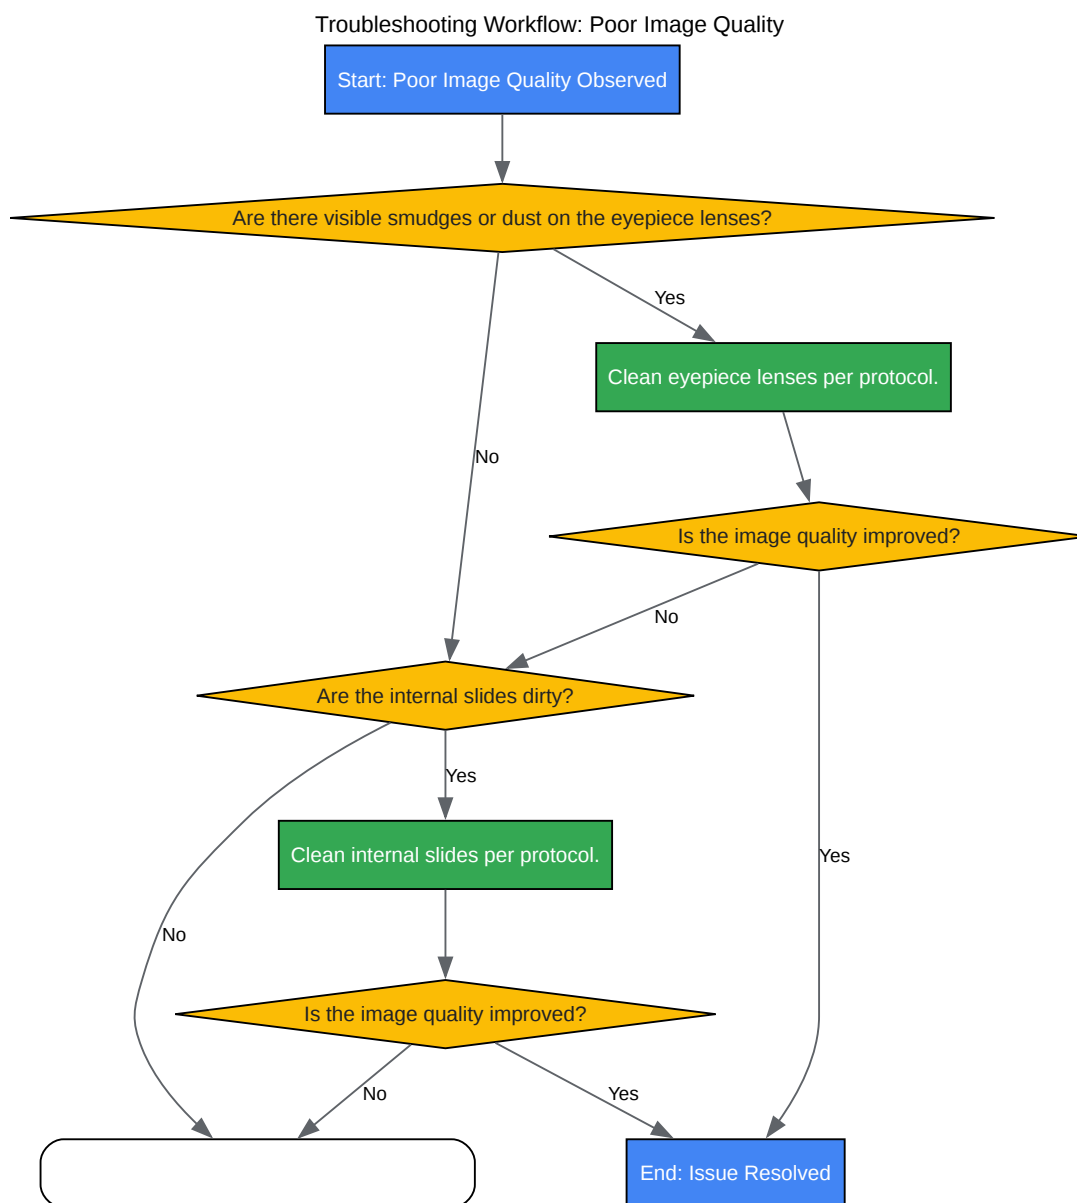 Troubleshooting Workflow: Poor Image Quality
Start: Poor Image Quality Observed
Are there visible smudges or dust on the eyepiece lenses?
Yes
Clean eyepiece lenses per protocol.
No
Is the image quality improved?
No
Are the internal slides dirty?
Yes
Clean internal slides per protocol.
Yes
No
Is the image quality improved?
No
Yes
End: Issue Resolved